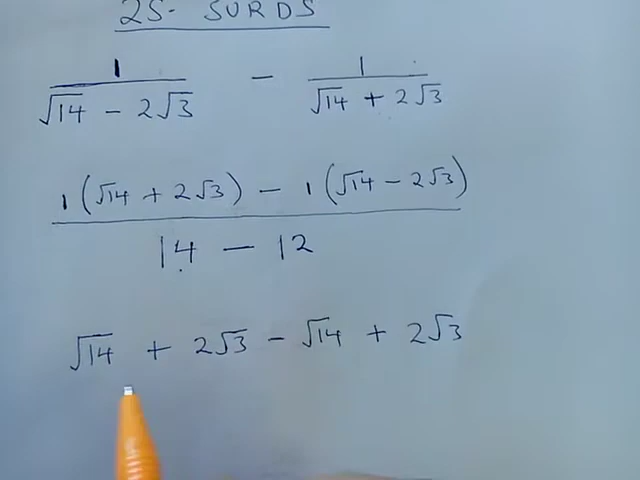 25. SURDS
1/(√14 - 2√3) - 1/(√14 + 2√3)
1(√14 + 2√3) - 1(√14 - 2√3)
14 - 12
√14 + 2√3 - √14 + 2√3